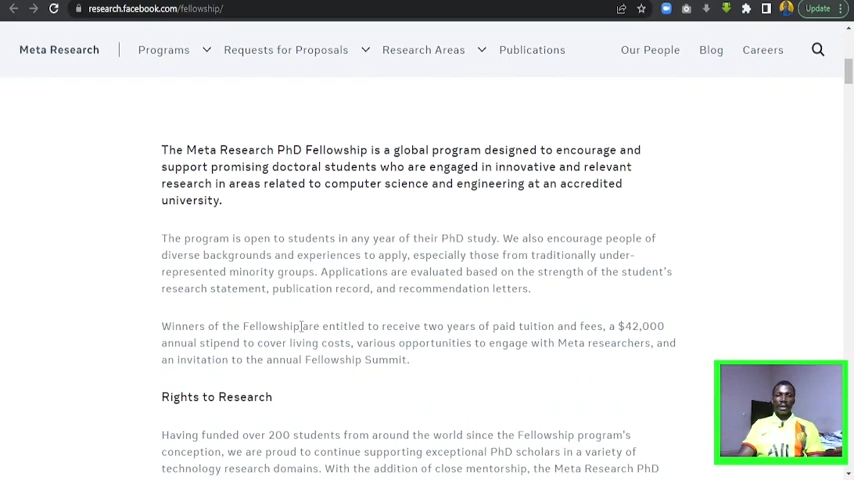 research.facebook.com/fellowship/
Update
Meta Research
Programs
Requests for Proposals
Research Areas
Publications
Our People
Blog
Careers
The Meta Research PhD Fellowship is a global program designed to encourage and
support promising doctoral students who are engaged in innovative and relevant
research in areas related to computer science and engineering at an accredited
university.
The program is open to students in any year of their PhD study. We also encourage people of
diverse backgrounds and experiences to apply, especially those from traditionally under-
represented minority groups. Applications are evaluated based on the strength of the student's
research statement, publication record, and recommendation letters.
Winners of the Fellowship are entitled to receive two years of paid tuition and fees, a $42,000
annual stipend to cover living costs, various opportunities to engage with Meta researchers, and
an invitation to the annual Fellowship Summit.
Rights to Research
Having funded over 200 students from around the world since the Fellowship program's
conception, we are proud to continue supporting exceptional PhD scholars in a variety of
technology research domains. With the addition of close mentorship, the Meta Research PhD